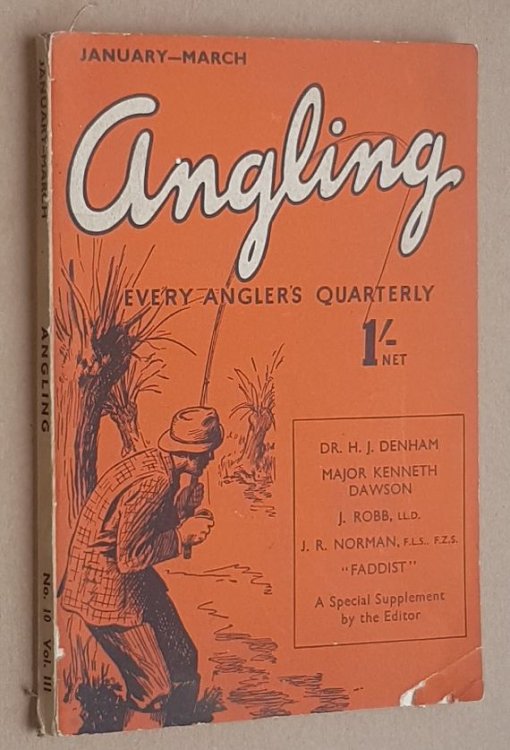 JANUARY—MARCH
Angling
EVERY ANGLER'S QUARTERLY
1/-
NET
DR. H. J. DENHAM
MAJOR KENNETH
DAWSON
J. ROBB, LL.D.
J. R. NORMAN, F.L.S.. F.Z.S.
"FADDIST"
A Special Supplement
by the Editor
JANUARY-MARCH
ANGLING
No. 10 Vol. III